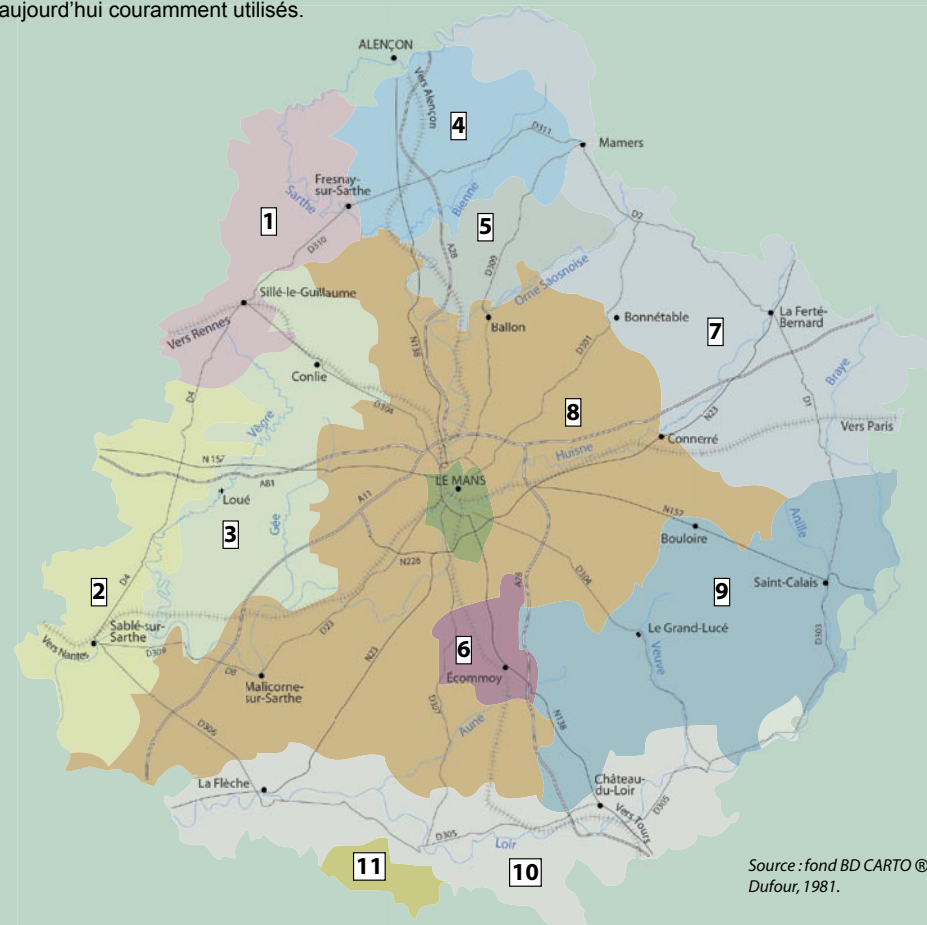 aujourd’hui couramment utilisés.
ALENÇON
Vers Alençon
4
D311
Mamers
Fresnay-
sur-Sarthe
Sarthe
Bienne
1
5
D2
D310
A28
D300
Orne Saosnoise
Sillé-le-Guillaume
Ballon
Bonnétable
7
La Ferté-
Bernard
Vers Rennes
N138
D301
Conlie
Braye
D4
D304
8
N23
D1
Vègre
Connerré
Vers Paris
Huisne
N 157
A81
LE MANS
Loué
A11
Gée
N157
Anille
3
Bouloire
N226
A28
D304
Saint-Calais
2
D4
9
Sablé-sur-
Sarthe
Vers Nantes
D309
D23
6
Le Grand-Lucé
D303
Veuve
D8
N23
Écommoy
Malicorne-
sur-Sarthe
D307
N138
D306
Aune
La Flèche
Château-
du-Loir
Vers Tours
D305
D305
Loir
11
10
Source : fond BD CARTO ®
Dufour, 1981.